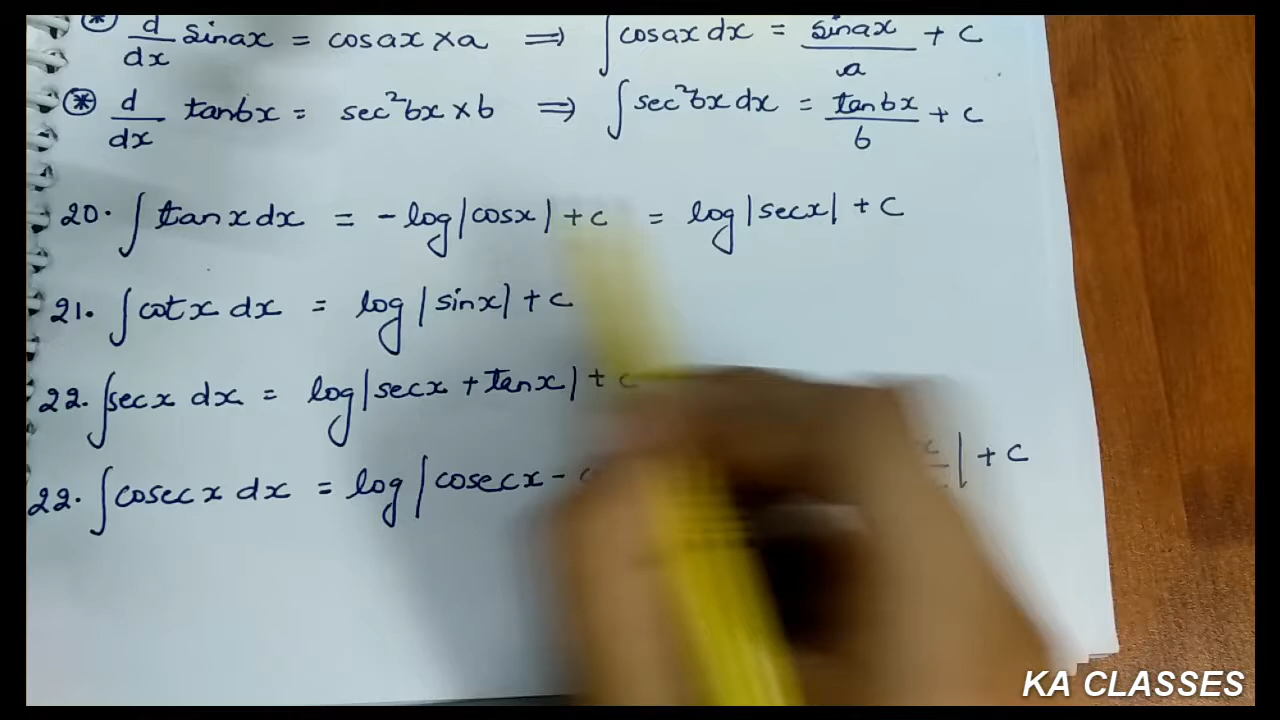 * d/dx sinax = cosax × a ⇒ ∫cosax dx = sinax/a + c
* d/dx tanbx = sec²bx × b ⇒ ∫sec²bx dx = tanbx/b + c
20. ∫tanx dx = -log|cosx| + c = log|secx| + c
21. ∫cotx dx = log|sinx| + c
22. ∫secx dx = log|secx + tanx| + c
22. ∫cosecx dx = log|cosecx - | + c
KA CLASSES